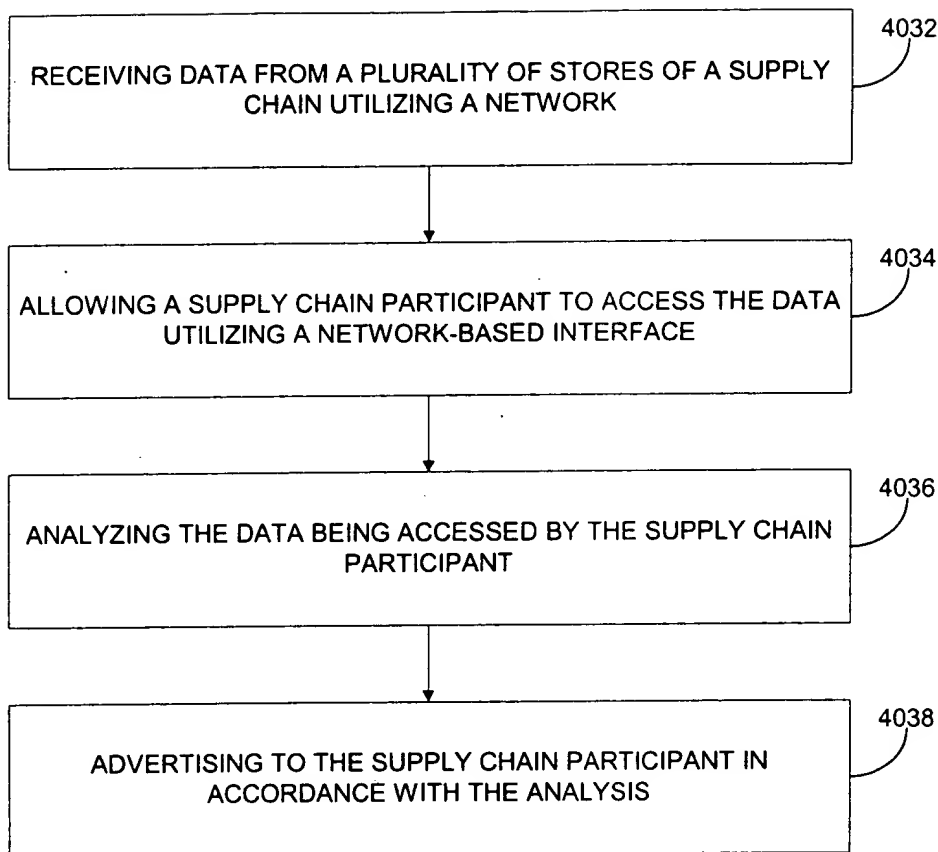 4032
RECEIVING DATA FROM A PLURALITY OF STORES OF A SUPPLY
CHAIN UTILIZING A NETWORK
4034
ALLOWING A SUPPLY CHAIN PARTICIPANT TO ACCESS THE DATA
UTILIZING A NETWORK-BASED INTERFACE
4036
ANALYZING THE DATA BEING ACCESSED BY THE SUPPLY CHAIN
PARTICIPANT
4038
ADVERTISING TO THE SUPPLY CHAIN PARTICIPANT IN
ACCORDANCE WITH THE ANALYSIS